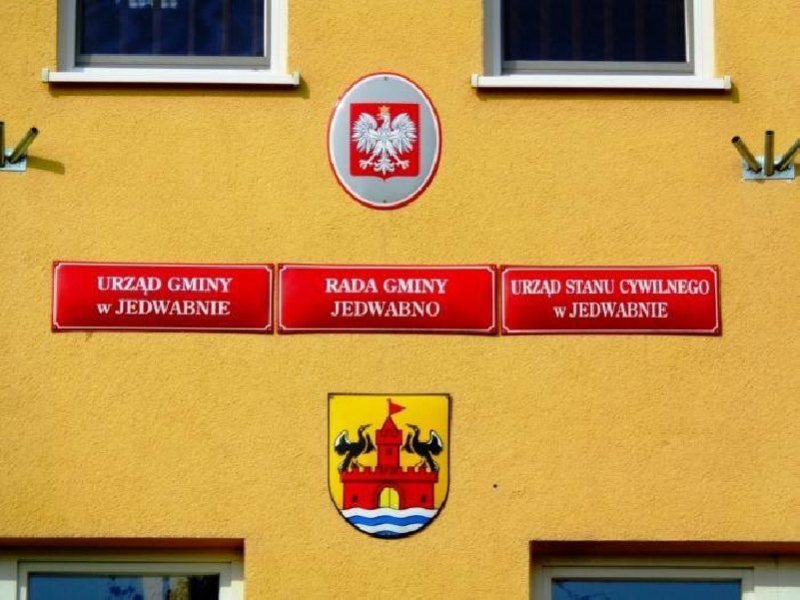 URZĄD GMINY
w JEDWABNIE
RADA GMINY
JEDWABNO
URZĄD STANU CYWILNEGO
w JEDWABNIE